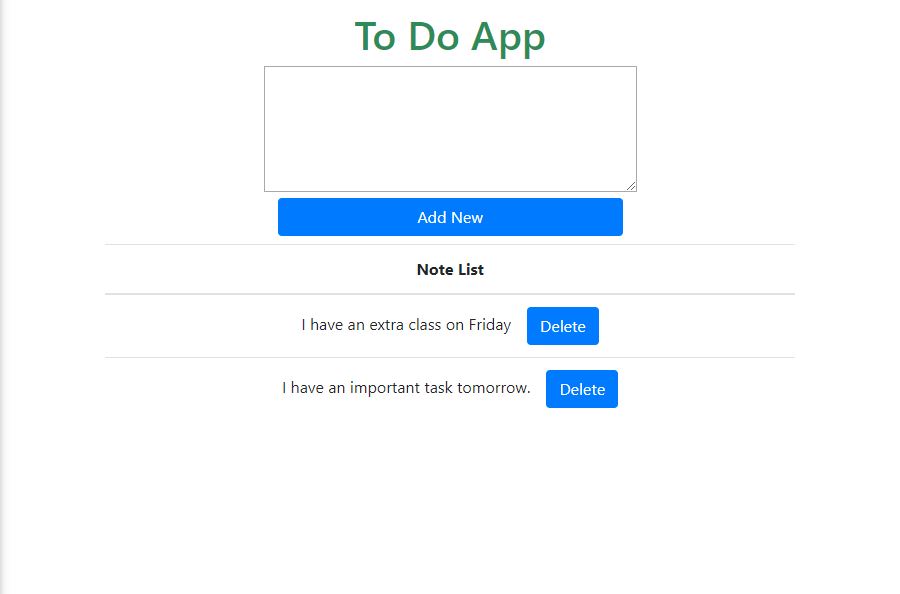 To Do App
Add New
Note List
I have an extra class on Friday Delete
I have an important task tomorrow. Delete